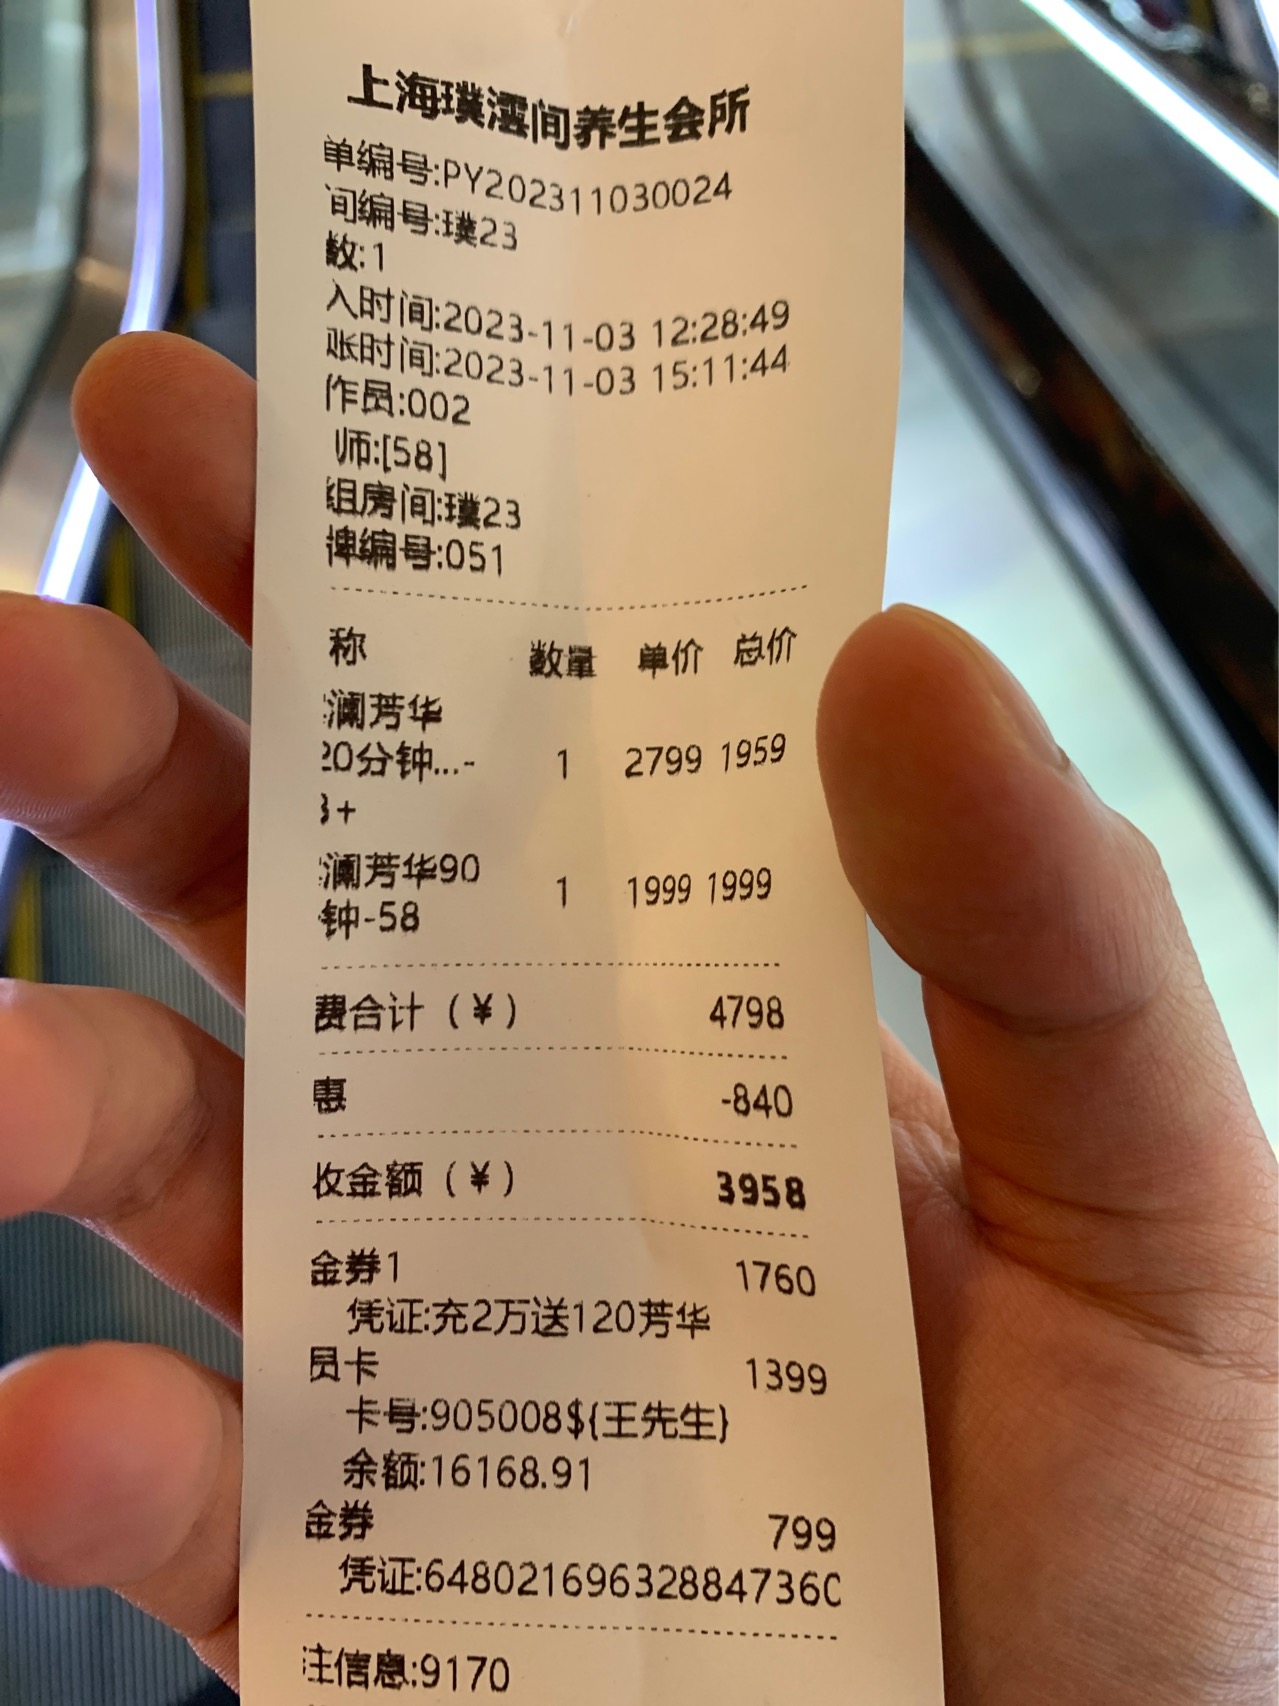 上海璞澐间养生会所
单编号:PY202311030024
间编号:璞23
数:1
入时间:2023-11-03 12:28:49
账时间:2023-11-03 15:11:44
作员:002
师:[58]
组房间:璞23
牌编号:051
称 数量 单价 总价
澜芳华
20分钟...- 1 2799 1959
3+
澜芳华90
钟-58 1 1999 1999
费合计（¥） 4798
惠 -840
收金额（¥） 3958
金券1 1760
凭证:充2万送120芳华
员卡 1399
卡号:905008${王先生}
余额:16168.91
金券 799
凭证:648021696328847360
注信息:9170